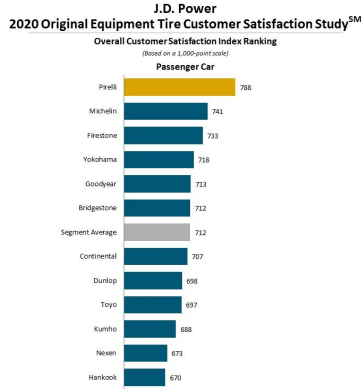 J.D. Power
2020 Original Equipment Tire Customer Satisfaction Study℠
Overall Customer Satisfaction Index Ranking
(Based on a 1,000-point scale)
Passenger Car
Pirelli 788
Michelin 741
Firestone 733
Yokohama 718
Goodyear 713
Bridgestone 712
Segment Average 712
Continental 707
Dunlop 698
Toyo 697
Kumho 688
Nexen 673
Hankook 670